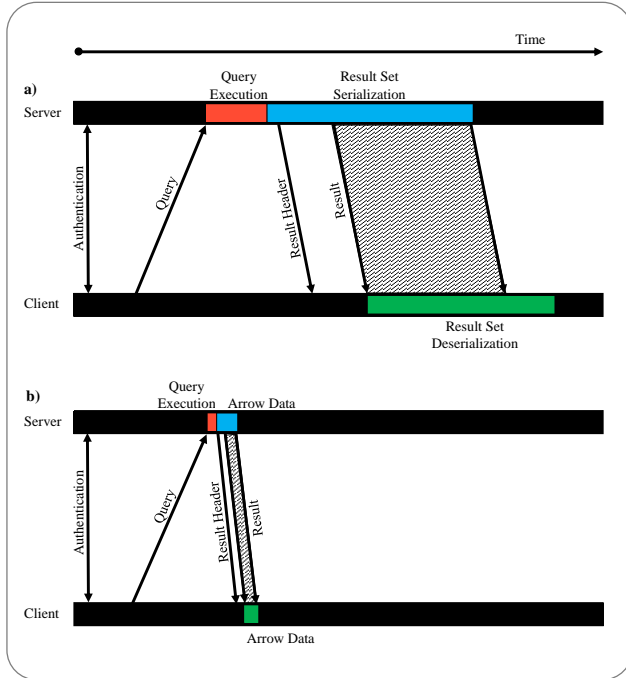 Time
a)
Query
Execution
Result Set
Serialization
Server
Authentication
Query
Result Header
Result
Client
Result Set
Deserialization
b)
Query
Execution
Arrow Data
Server
Authentication
Query
Result Header
Result
Client
Arrow Data